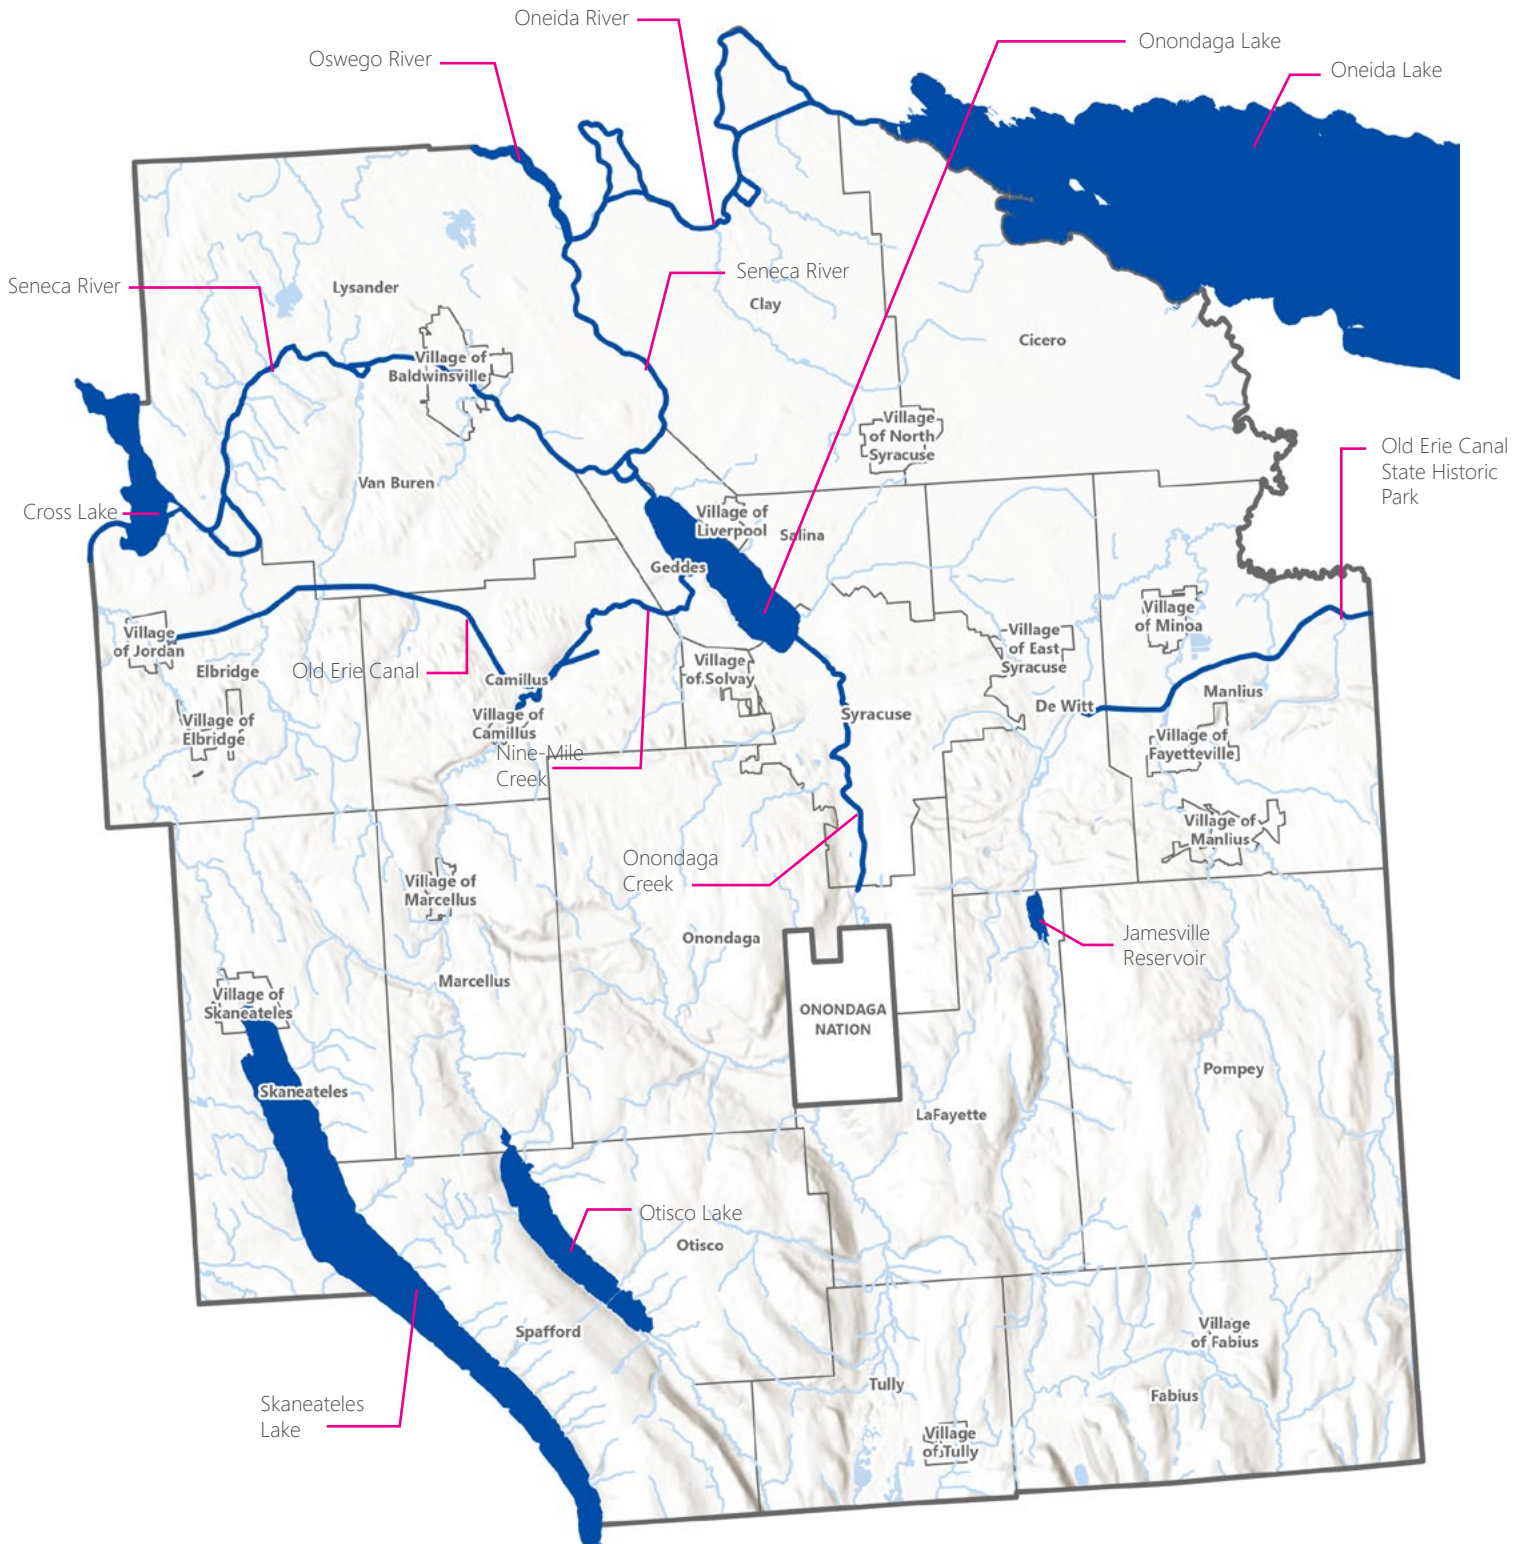 Oneida River
Onondaga Lake
Oswego River
Oneida Lake
Seneca River
Seneca River
Lysander
Clay
Cicero
Village of
Baldwinsville
Village
of North
Syracuse
Old Erie Canal
State Historic
Park
Van Buren
Cross Lake
Village of
Liverpool
Salina
Geddes
Village
of Jordan
Village
of Minoa
Village
of East
Syracuse
Elbridge
Old Erie Canal
Camillus
Village
of Solvay
Manlius
De Witt
Syracuse
Village of
Elbridge
Village of
Camillus
Village of
Fayetteville
Nine-Mile
Creek
Village of
Manlius
Onondaga
Creek
Village of
Marcellus
Onondaga
Jamesville
Reservoir
Marcellus
Village of
Skaneateles
ONONDAGA
NATION
Pompey
Skaneateles
LaFayette
Otisco Lake
Otisco
Spafford
Village
of Fabius
Tully
Fabius
Skaneateles
Lake
Village
of Tully